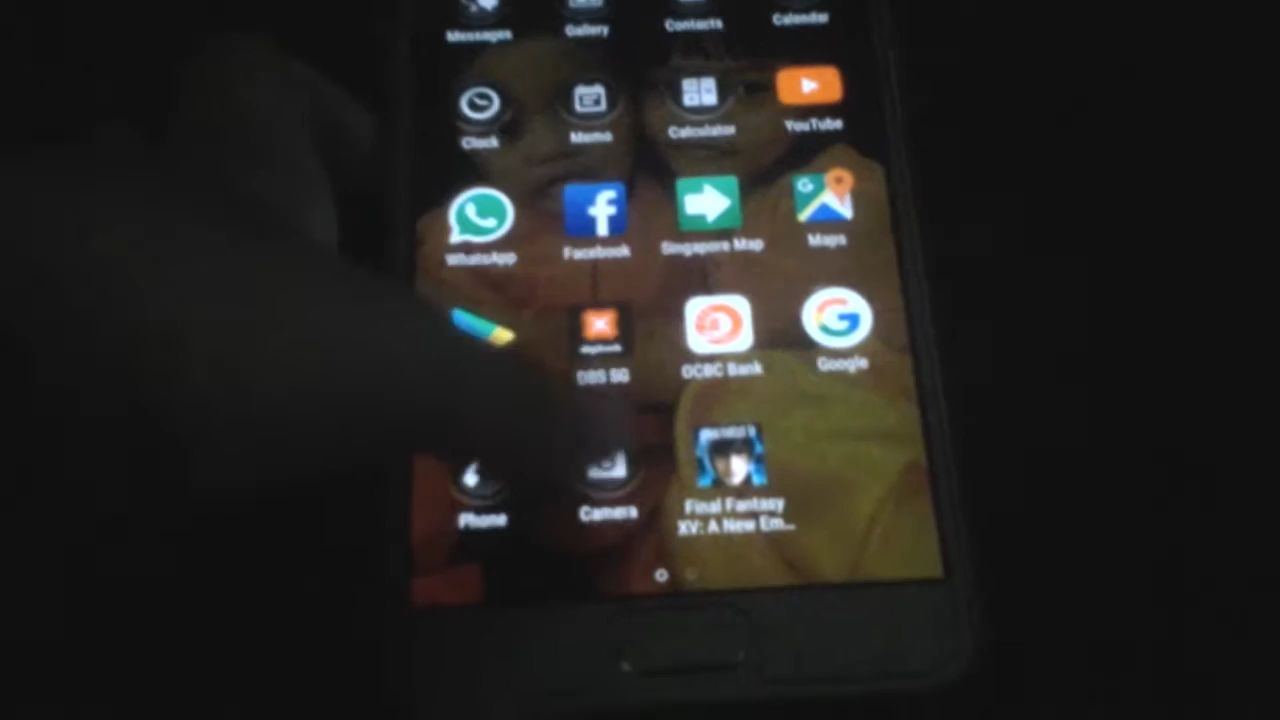 Messages Gallery Contacts Calendar
Clock Memo Calculator YouTube
WhatsApp Facebook Singapore Map Maps
DBS SG OCBC Bank Google
Phone Camera Final Fantasy
XV: A New Em...